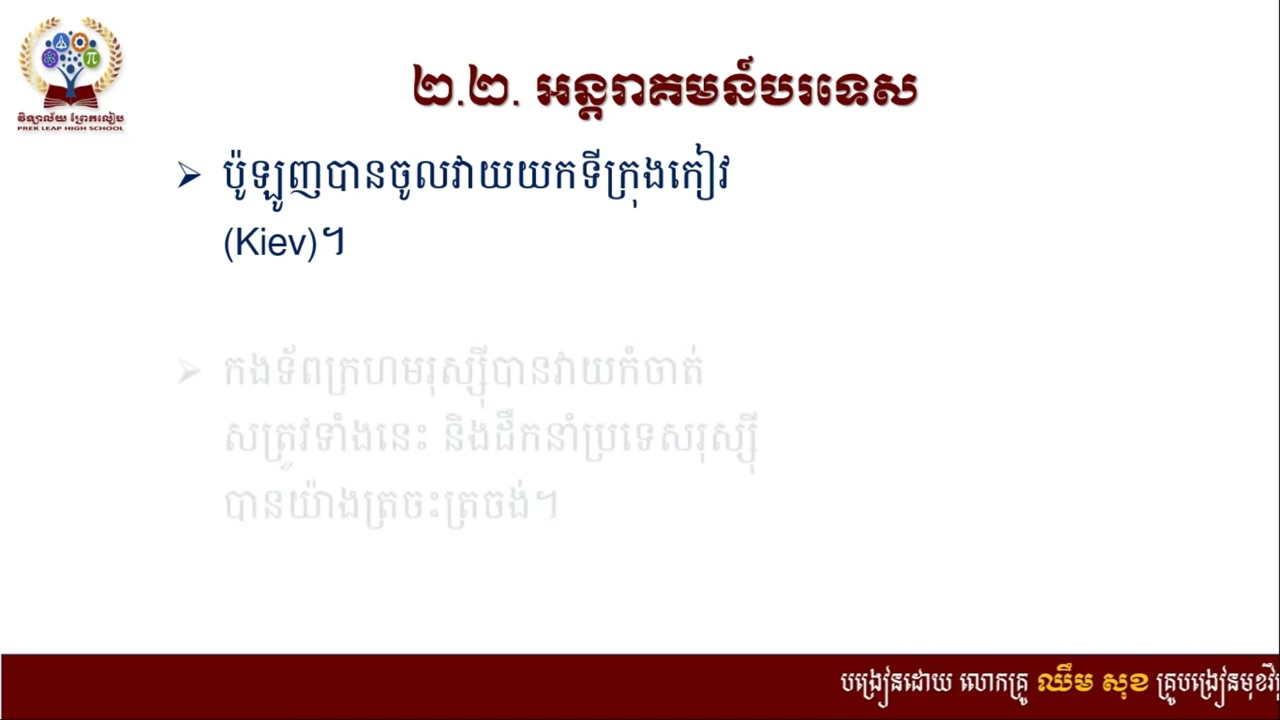 វិទ្យាល័យ ព្រែកលៀប
PREK LEAP HIGH SCHOOL
២.២. អន្តរាគមន៍បរទេស
➢ ប៉ូឡូញបានចូលវាយយកទីក្រុងកៀវ
(Kiev)។
➢ កងទ័ពក្រហមរុស្ស៊ីបានវាយកំចាត់
សត្រូវទាំងនេះ និងដឹកនាំប្រទេសរុស្ស៊ី
បានយ៉ាងត្រចះត្រចង់។
បង្រៀនដោយ លោកគ្រូ ឈឹម សុខ គ្រូបង្រៀនមុខវិ